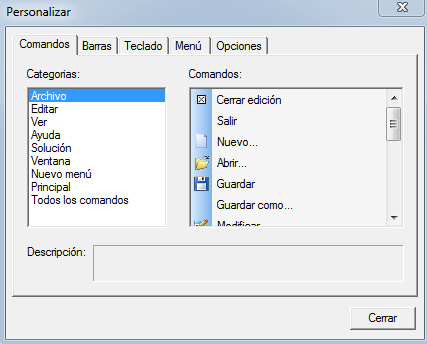 Personalizar
Comandos Barras Teclado Menú Opciones
Categorias: Comandos:
Archivo
Editar
Ver
Ayuda
Solución
Ventana
Nuevo menú
Principal
Todos los comandos
Cerrar edición
Salir
Nuevo...
Abrir...
Guardar
Guardar como...
Modificar
Descripción:
Cerrar